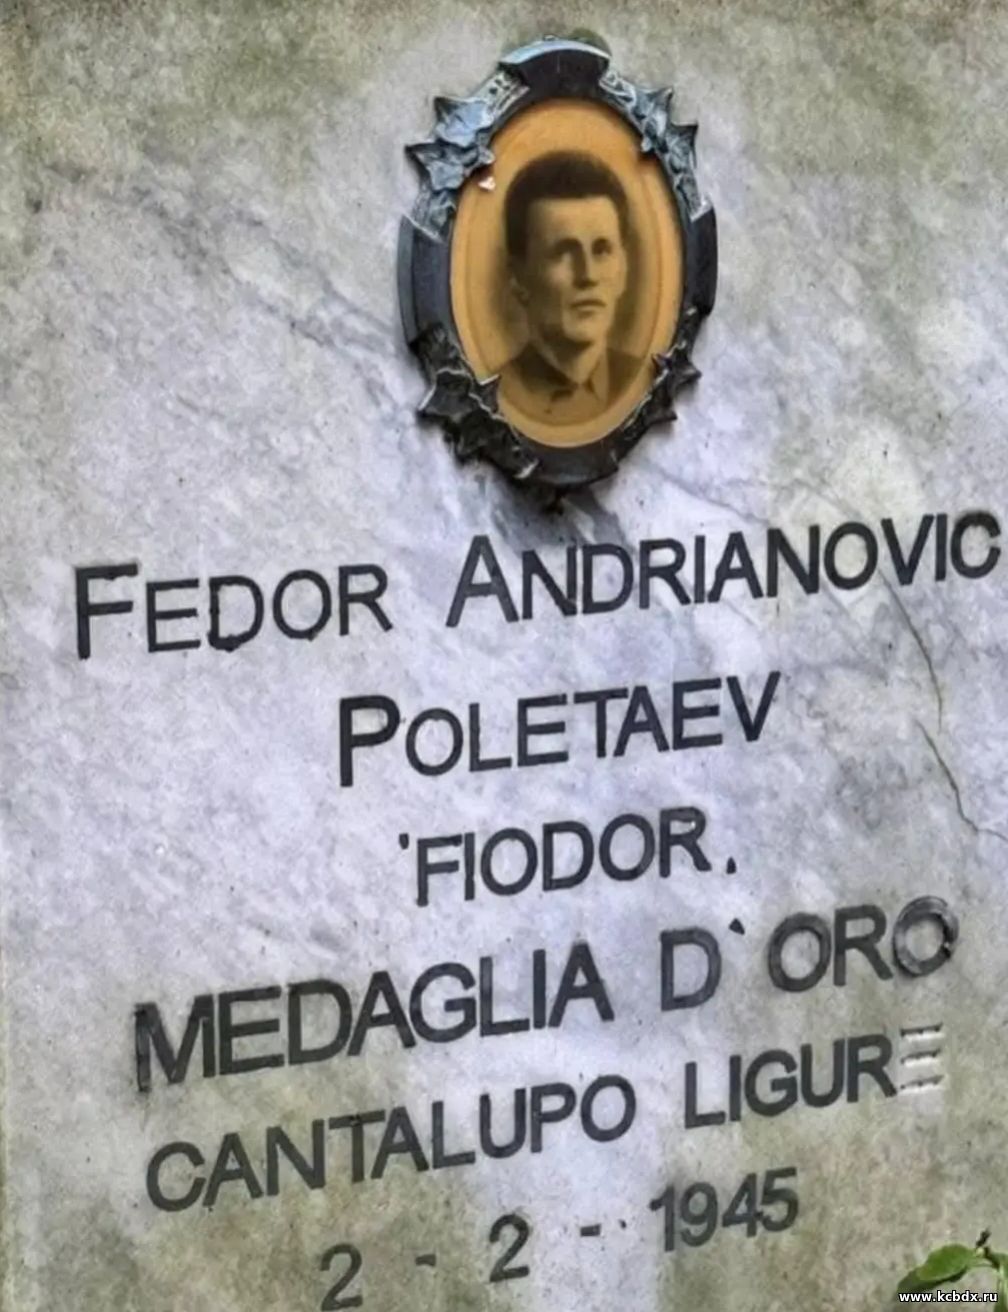 FEDOR ANDRIANOVIC
POLETAEV
'FIODOR.
MEDAGLIA D'ORO
CANTALUPO LIGURE
2 - 2 - 1945
www.kcbdx.ru